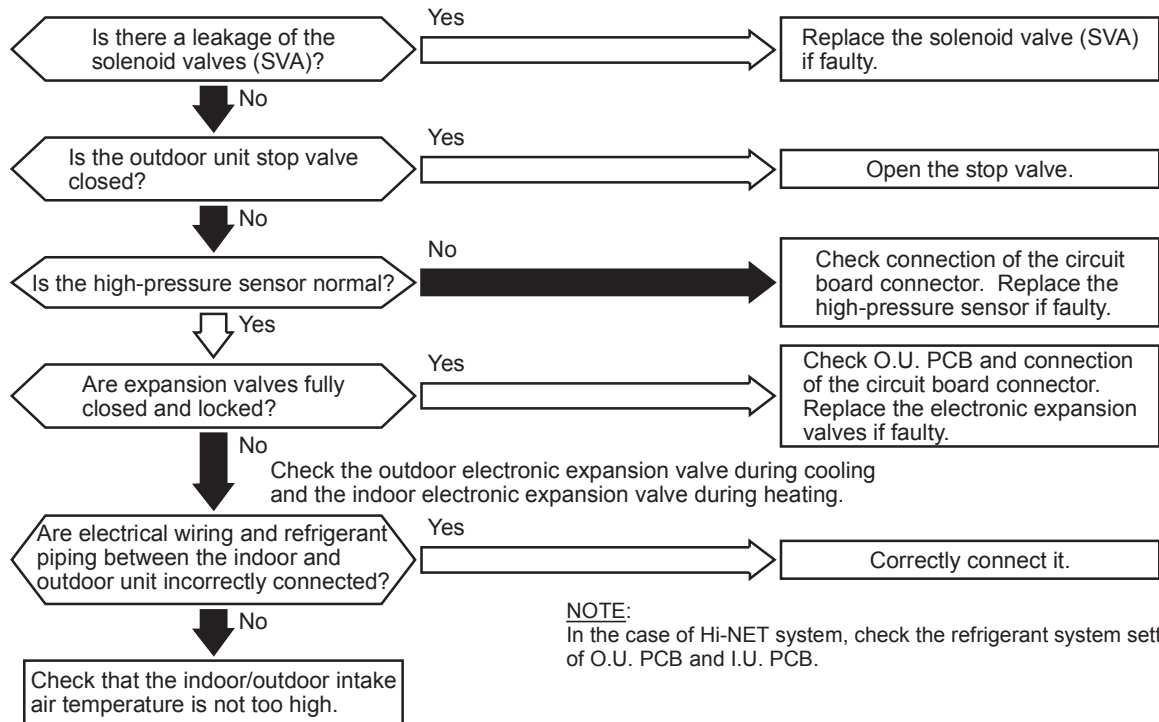 Yes
Is there a leakage of the
solenoid valves (SVA)?
Replace the solenoid valve (SVA)
if faulty.
No
Yes
Is the outdoor unit stop valve
closed?
Open the stop valve.
No
No
Is the high-pressure sensor normal?
Check connection of the circuit
board connector.  Replace the
high-pressure sensor if faulty.
Yes
Yes
Are expansion valves fully
closed and locked?
Check O.U. PCB and connection
of the circuit board connector.
Replace the electronic expansion
valves if faulty.
No
Check the outdoor electronic expansion valve during cooling
and the indoor electronic expansion valve during heating.
Yes
Are electrical wiring and refrigerant
piping between the indoor and
outdoor unit incorrectly connected?
Correctly connect it.
No
NOTE:
In the case of Hi-NET system, check the refrigerant system
of O.U. PCB and I.U. PCB.
Check that the indoor/outdoor intake
air temperature is not too high.